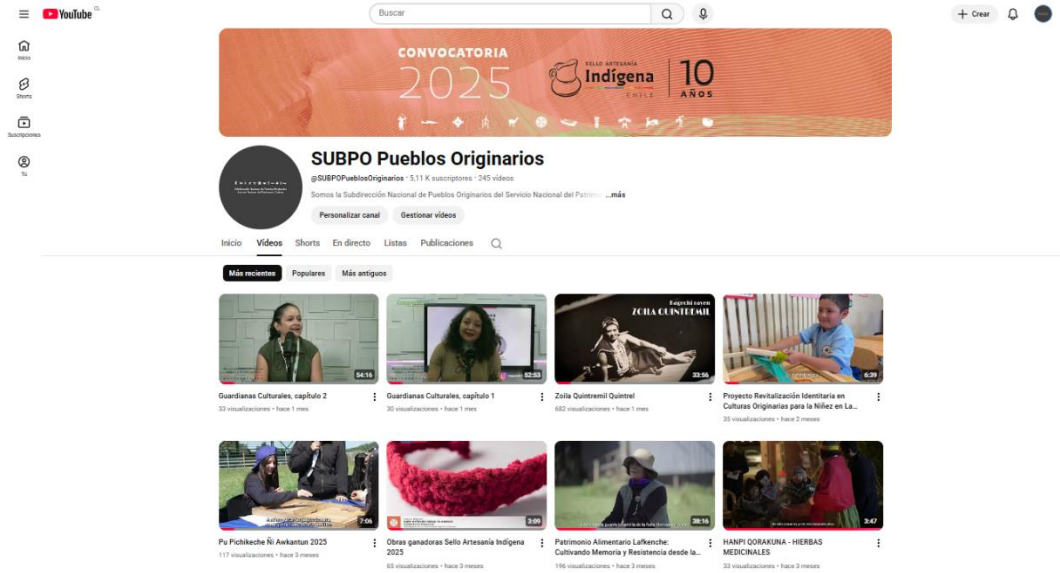 YouTube CL
Buscar
Crear
Inicio
Shorts
Suscripciones
Tú
CONVOCATORIA
2025
SELLO ARTESANÍA
Indígena
CHILE
10
AÑOS
SUBPO Pueblos Originarios
@SUBPOPueblosOriginarios · 5,11 K suscriptores · 245 vídeos
Somos la Subdirección Nacional de Pueblos Originarios del Servicio Nacional del Patrim ...más
Personalizar canal
Gestionar vídeos
Inicio Vídeos Shorts En directo Listas Publicaciones
Más recientes Populares Más antiguos
54:16
Guardianas Culturales, capítulo 2
33 visualizaciones • hace 1 mes
52:53
Guardianas Culturales, capítulo 1
30 visualizaciones • hace 1 mes
ZOILA QUINTREMIL
33:56
Zoila Quintremil Quintrel
682 visualizaciones • hace 1 mes
6:39
Proyecto Revitalización Identitaria en
Culturas Originarias para la Niñez en La...
35 visualizaciones • hace 2 meses
7:06
Pu Pichikeche Ñi Awkantun 2025
117 visualizaciones • hace 3 meses
3:09
Obras ganadoras Sello Artesanía Indígena
2025
65 visualizaciones • hace 3 meses
38:16
Patrimonio Alimentario Lafkenche:
Cultivando Memoria y Resistencia desde la...
196 visualizaciones • hace 3 meses
3:47
HANPI QORAKUNA - HIERBAS
MEDICINALES
33 visualizaciones • hace 3 meses